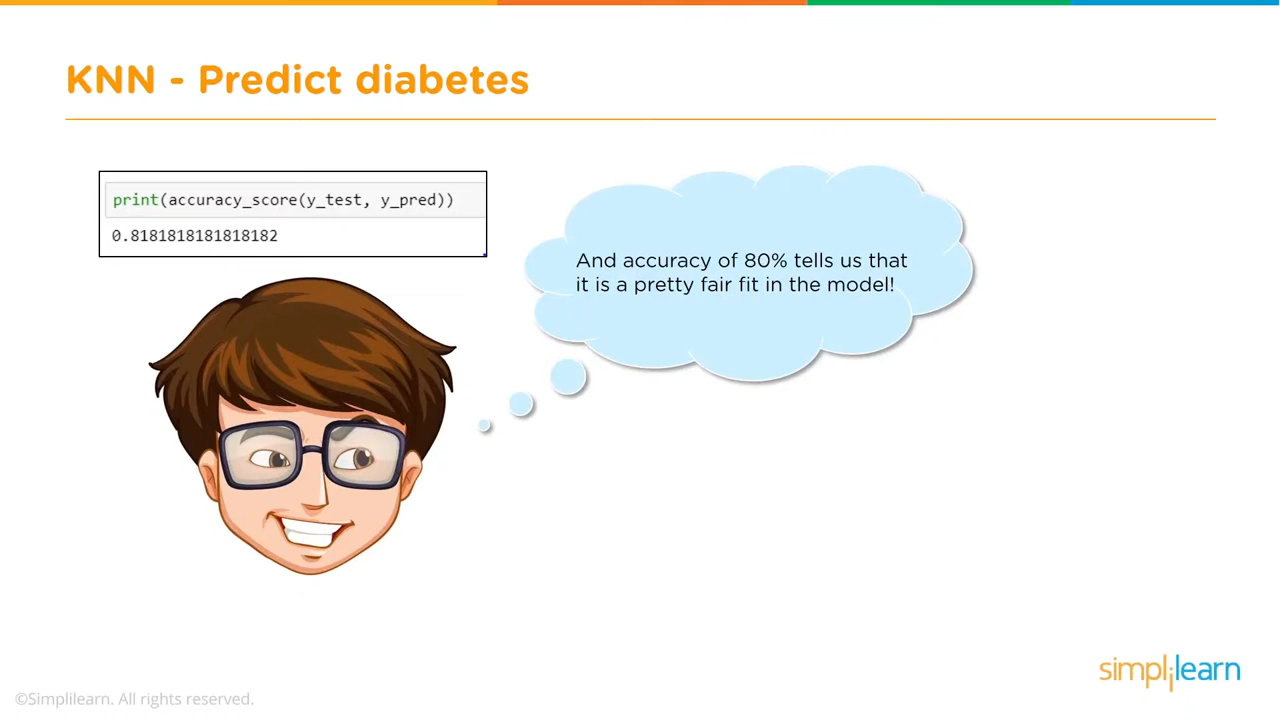 KNN - Predict diabetes
print(accuracy_score(y_test, y_pred))
0.8181818181818182
And accuracy of 80% tells us that
it is a pretty fair fit in the model!
simplilearn
©Simplilearn. All rights reserved.